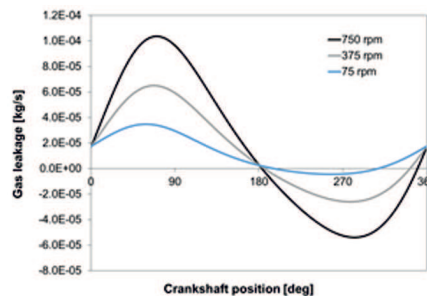 1.2E-04
1.0E-04
8.0E-05
6.0E-05
4.0E-05
2.0E-05
0.0E+00
-2.0E-05
-4.0E-05
-6.0E-05
-8.0E-05
Gas leakage [kg/s]
750 rpm
375 rpm
75 rpm
0 90 180 270 36
Crankshaft position [deg]